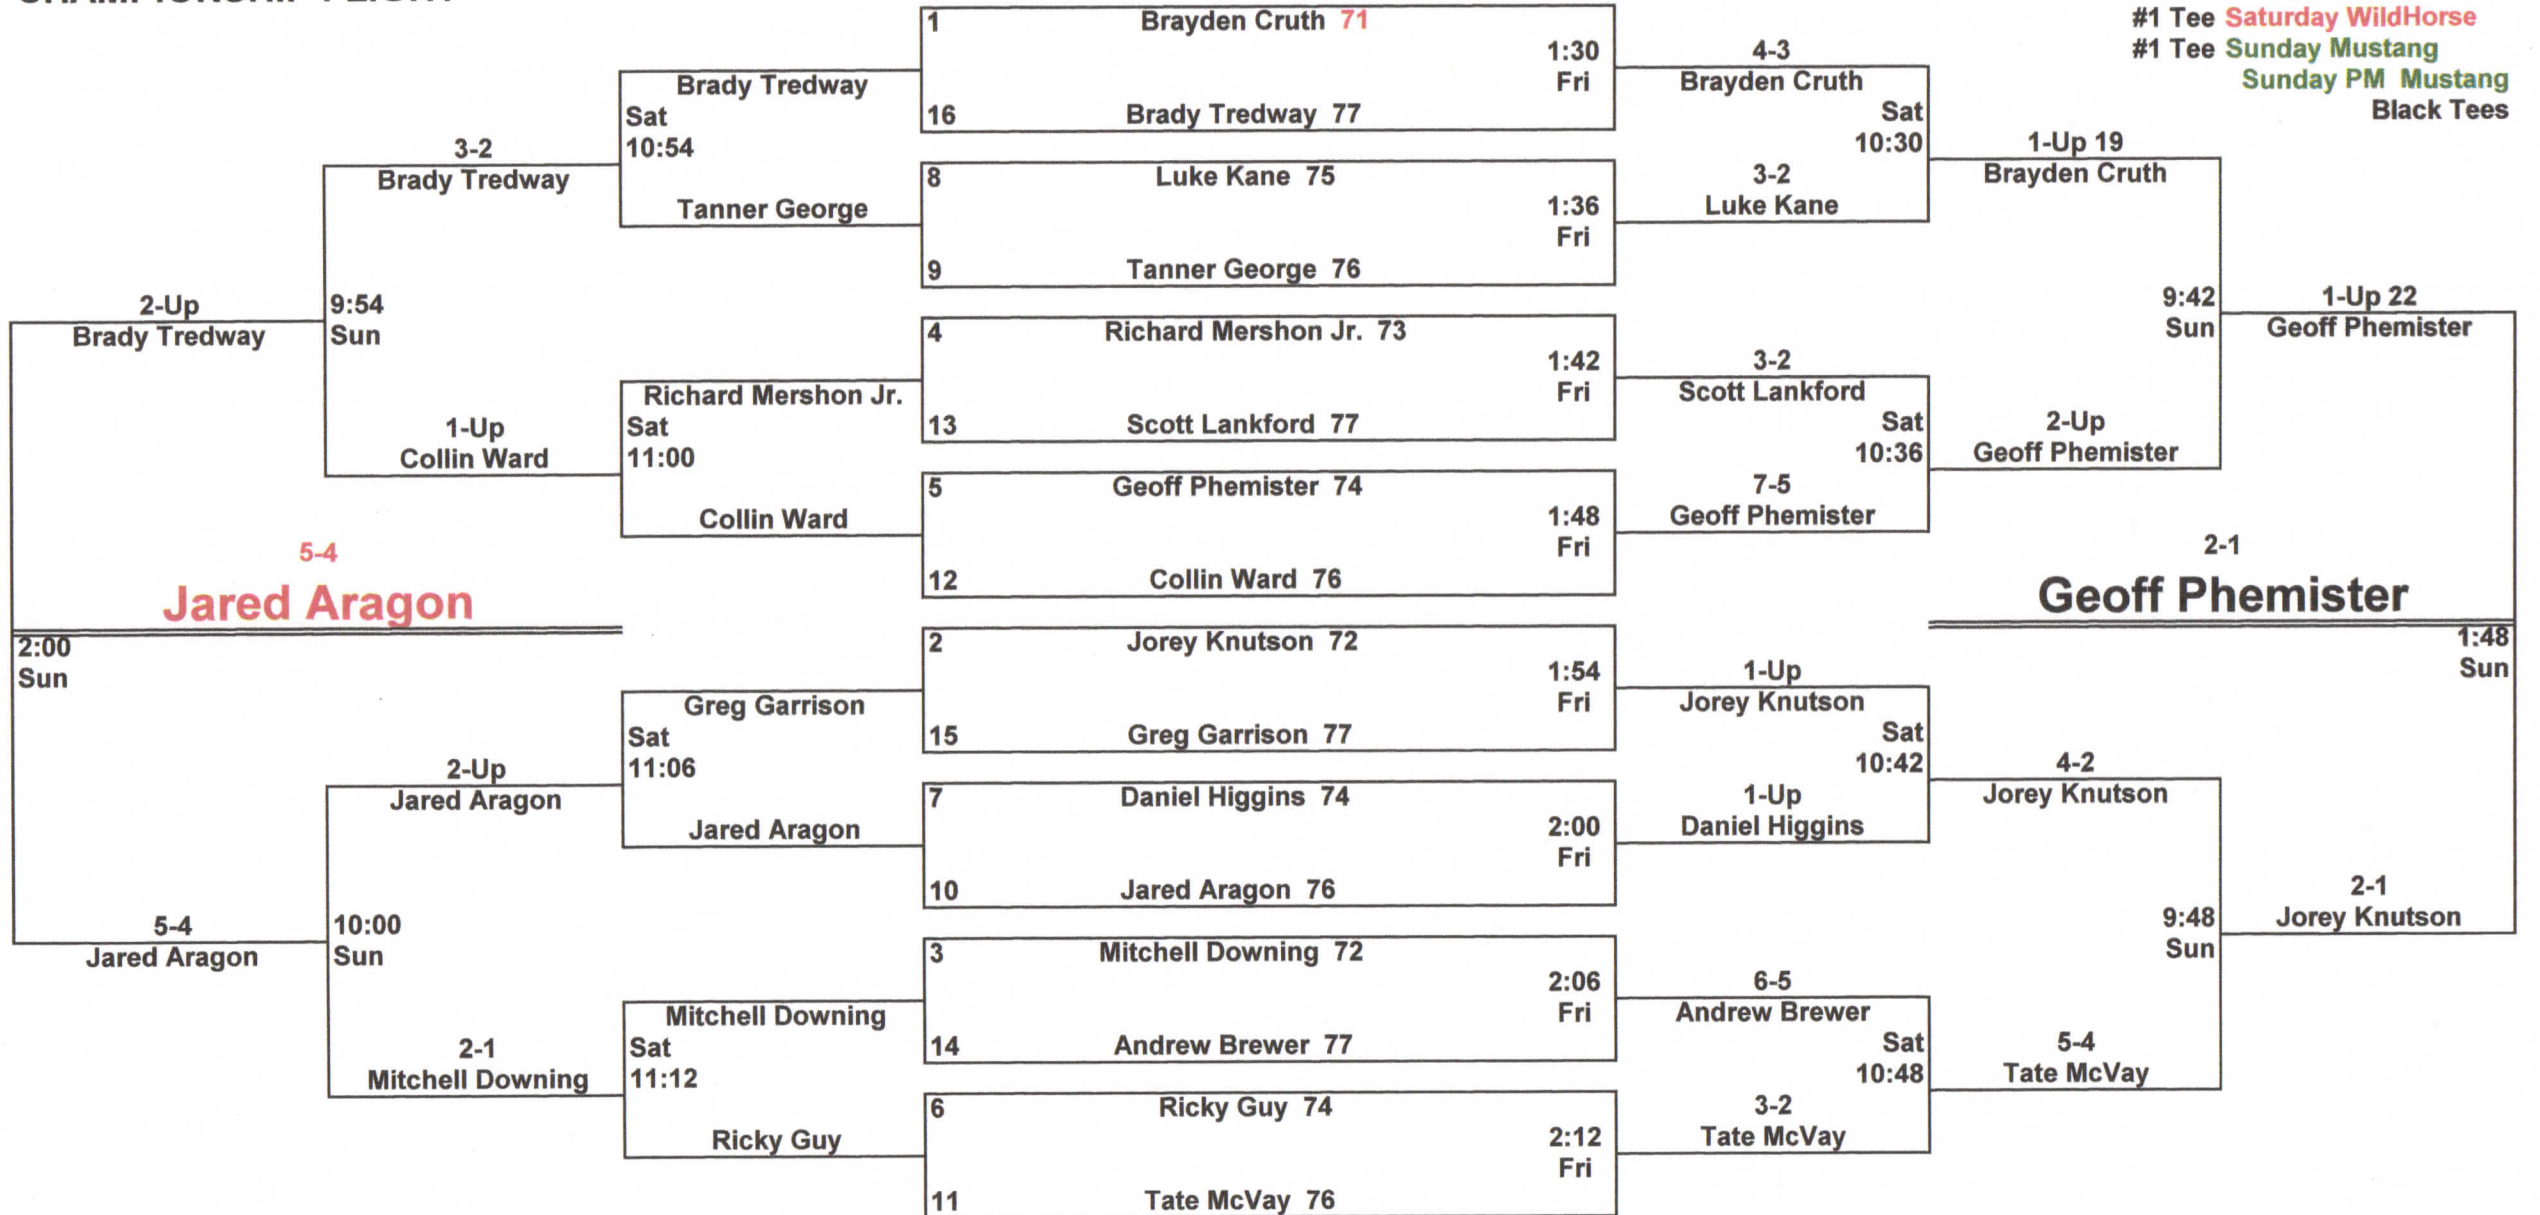 #1 Tee Saturday WildHorse
#1 Tee Sunday Mustang
Sunday PM Mustang
Black Tees
1 Brayden Cruth 71
1:30
Fri
16 Brady Tredway 77
8 Luke Kane 75
1:36
Fri
9 Tanner George 76
4 Richard Mershon Jr. 73
1:42
Fri
13 Scott Lankford 77
5 Geoff Phemister 74
1:48
Fri
12 Collin Ward 76
2 Jorey Knutson 72
1:54
Fri
15 Greg Garrison 77
7 Daniel Higgins 74
2:00
Fri
10 Jared Aragon 76
3 Mitchell Downing 72
2:06
Fri
14 Andrew Brewer 77
6 Ricky Guy 74
2:12
Fri
11 Tate McVay 76
Brady Tredway
Sat
10:54
Tanner George
Richard Mershon Jr.
Sat
11:00
Collin Ward
Greg Garrison
Sat
11:06
Jared Aragon
Mitchell Downing
Sat
11:12
Ricky Guy
3-2
Brady Tredway
9:54
Sun
1-Up
Collin Ward
2-Up
Jared Aragon
10:00
Sun
2-1
Mitchell Downing
2-Up
Brady Tredway
5-4
Jared Aragon
2:00
Sun
5-4
Jared Aragon
4-3
Brayden Cruth
Sat
10:30
3-2
Luke Kane
3-2
Scott Lankford
Sat
10:36
7-5
Geoff Phemister
1-Up
Jorey Knutson
Sat
10:42
1-Up
Daniel Higgins
6-5
Andrew Brewer
Sat
10:48
3-2
Tate McVay
1-Up 19
Brayden Cruth
9:42
Sun
2-Up
Geoff Phemister
4-2
Jorey Knutson
9:48
Sun
5-4
Tate McVay
1-Up 22
Geoff Phemister
2-1
Geoff Phemister
1:48
Sun
2-1
Jorey Knutson